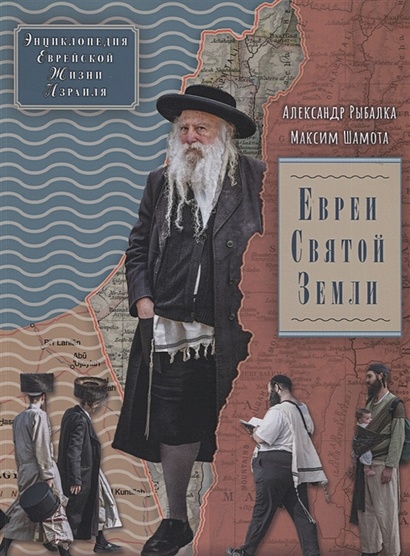 Энциклопедия
Еврейской
Жизни
Израиля
Александр Рыбалка
Максим Шамота
Евреи
Святой
Земли